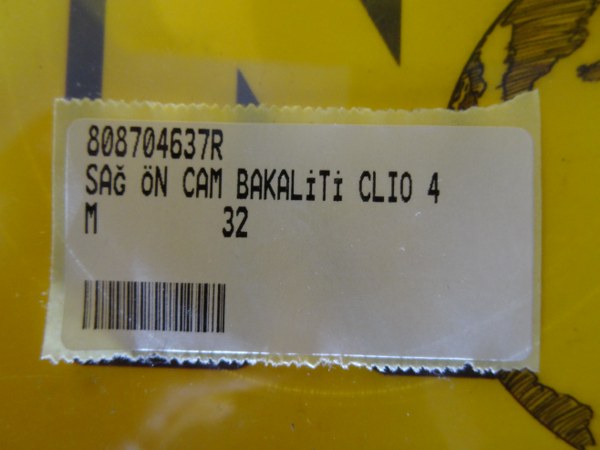 808704637R
SAĞ ÖN CAM BAKALİTİ CLIO 4
M 32